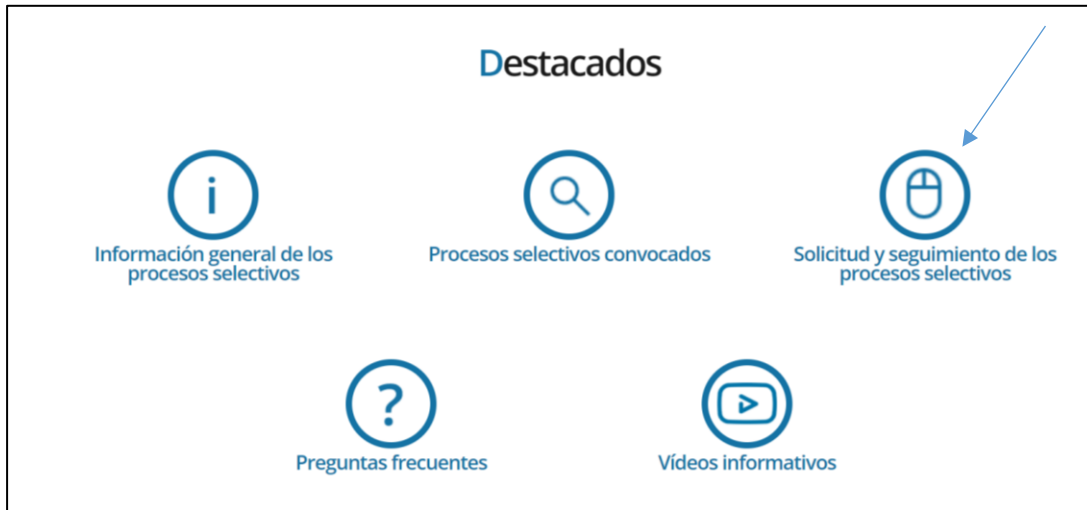 Destacados
Información general de los
procesos selectivos
Procesos selectivos convocados
Solicitud y seguimiento de los
procesos selectivos
Preguntas frecuentes
Vídeos informativos